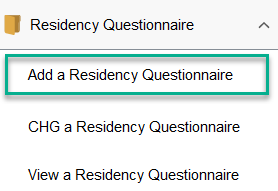 Residency Questionnaire
Add a Residency Questionnaire
CHG a Residency Questionnaire
View a Residency Questionnaire